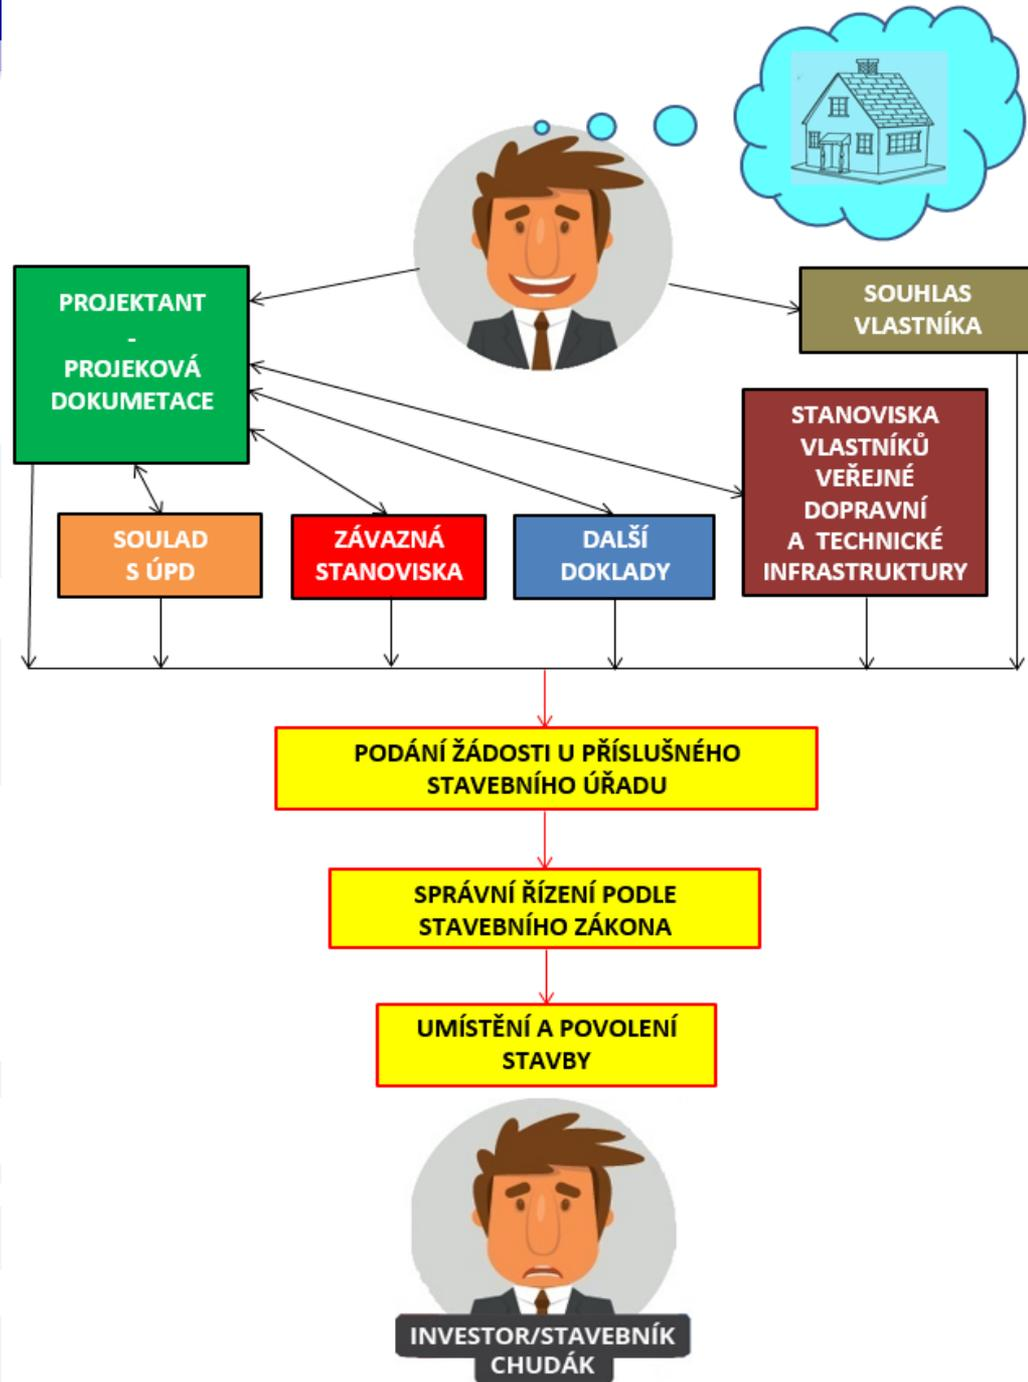 PROJEKTANT
-
PROJEKOVÁ
DOKUMETACE
SOUHLAS
VLASTNÍKA
STANOVISKA
VLASTNÍKŮ
VEŘEJNÉ
DOPRAVNÍ
A TECHNICKÉ
INFRASTRUKTURY
SOULAD
S ÚPD
ZÁVAZNÁ
STANOVISKA
DALŠÍ
DOKLADY
PODÁNÍ ŽÁDOSTI U PŘÍSLUŠNÉHO
STAVEBNÍHO ÚŘADU
SPRÁVNÍ ŘÍZENÍ PODLE
STAVEBNÍHO ZÁKONA
UMÍSTĚNÍ A POVOLENÍ
STAVBY
INVESTOR/STAVEBNÍK
CHUDÁK